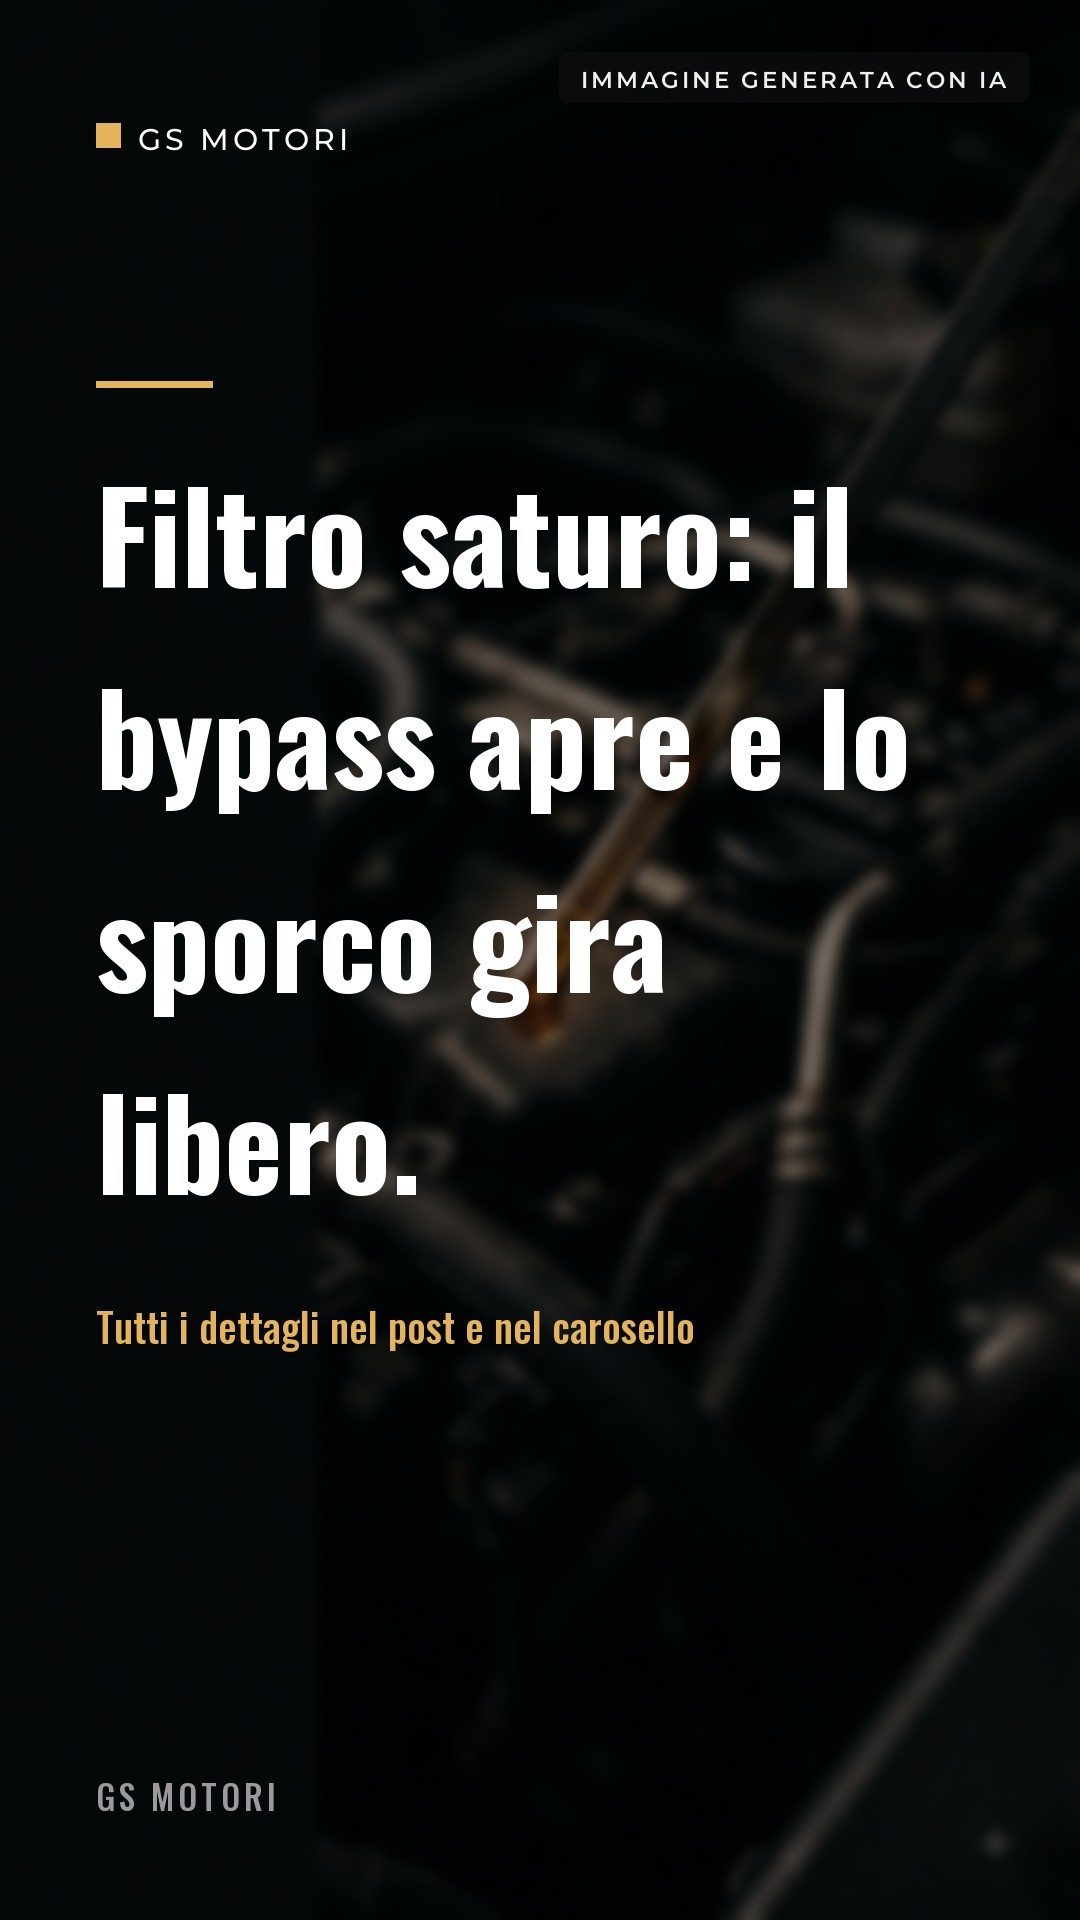 IMMAGINE GENERATA CON IA
GS MOTORI
Filtro saturo: il
bypass apre e lo
sporco gira
libero.
Tutti i dettagli nel post e nel carosello
GS MOTORI